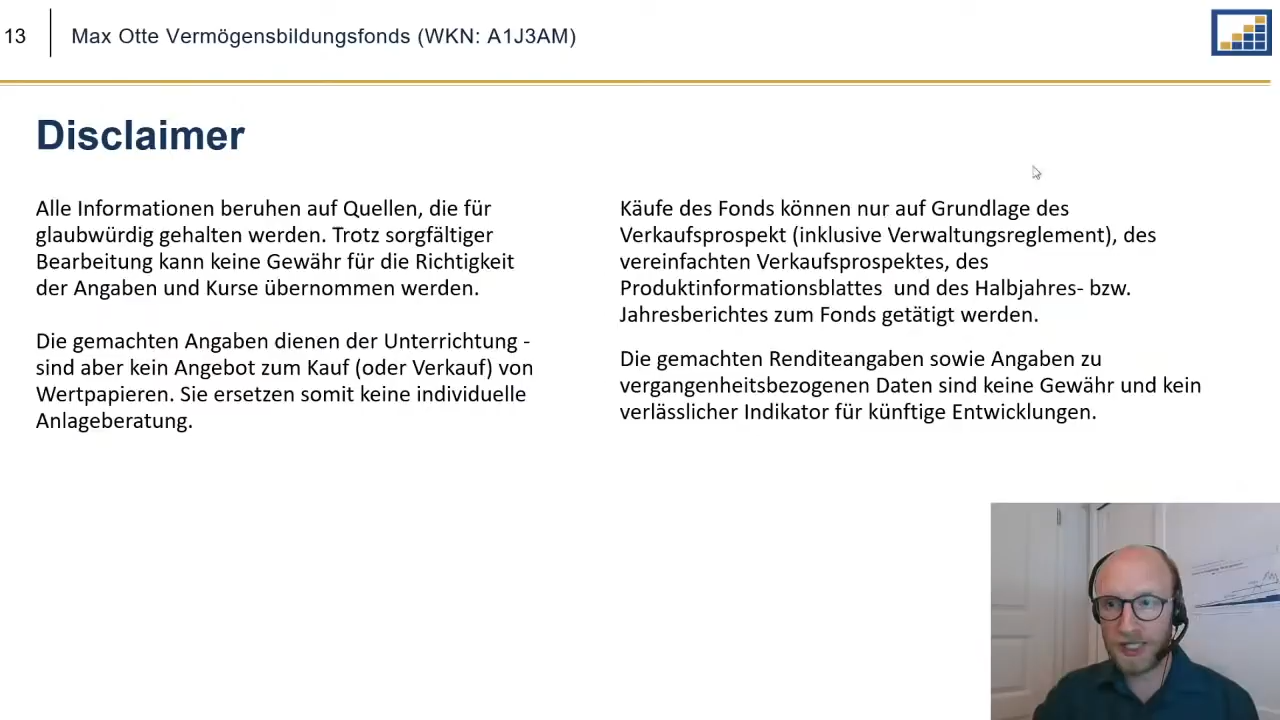 13
Max Otte Vermögensbildungsfonds (WKN: A1J3AM)
Disclaimer
Alle Informationen beruhen auf Quellen, die für
glaubwürdig gehalten werden. Trotz sorgfältiger
Bearbeitung kann keine Gewähr für die Richtigkeit
der Angaben und Kurse übernommen werden.
Die gemachten Angaben dienen der Unterrichtung -
sind aber kein Angebot zum Kauf (oder Verkauf) von
Wertpapieren. Sie ersetzen somit keine individuelle
Anlageberatung.
Käufe des Fonds können nur auf Grundlage des
Verkaufsprospekt (inklusive Verwaltungsreglement), des
vereinfachten Verkaufsprospektes, des
Produktinformationsblattes  und des Halbjahres- bzw.
Jahresberichtes zum Fonds getätigt werden.
Die gemachten Renditeangaben sowie Angaben zu
vergangenheitsbezogenen Daten sind keine Gewähr und kein
verlässlicher Indikator für künftige Entwicklungen.